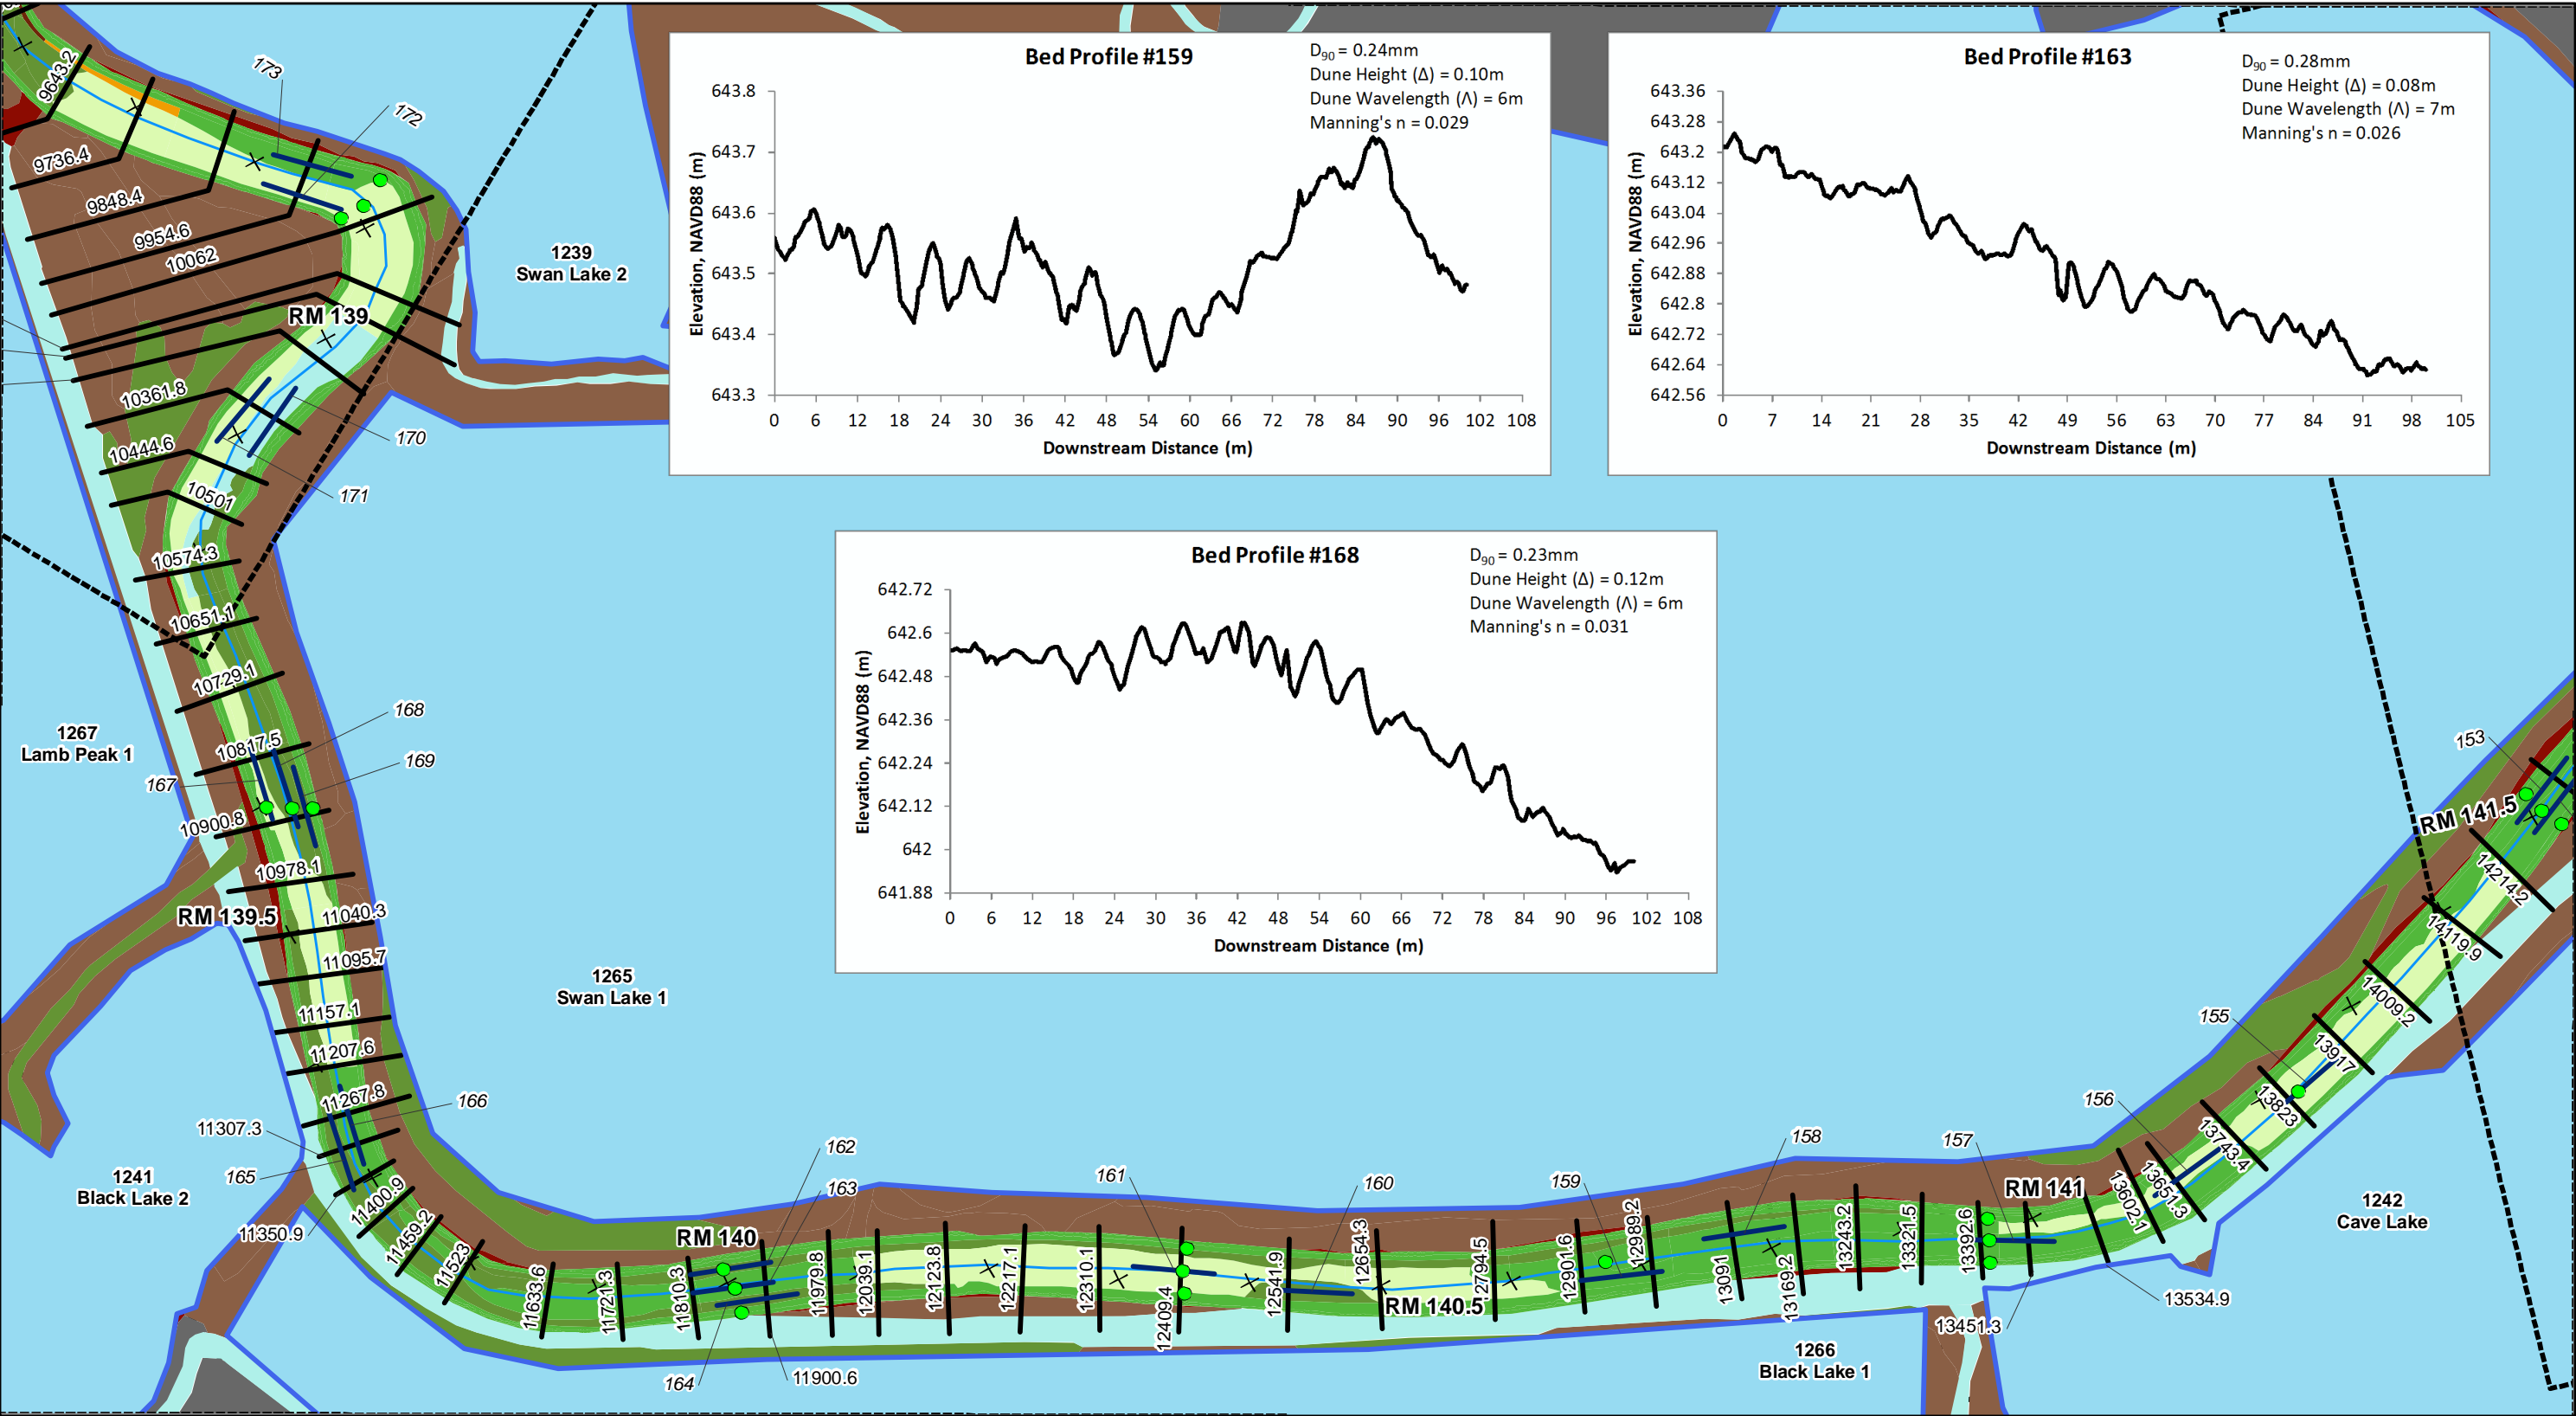 9643.2
173
172
9736.4
9848.4
9954.6
10062
RM 139
1239
Swan Lake 2
10361.8
170
10444.6
171
10501
10574.3
10651.1
10729.1
Bed Profile #159
D90 = 0.24mm
Dune Height (Δ) = 0.10m
Dune Wavelength (Λ) = 6m
Manning's n = 0.029
Elevation, NAVD88 (m)
643.8
643.7
643.6
643.5
643.4
643.3
0 6 12 18 24 30 36 42 48 54 60 66 72 78 84 90 96 102 108
Downstream Distance (m)
Bed Profile #163
D90 = 0.28mm
Dune Height (Δ) = 0.08m
Dune Wavelength (Λ) = 7m
Manning's n = 0.026
Elevation, NAVD88 (m)
643.36
643.28
643.2
643.12
643.04
642.96
642.88
642.8
642.72
642.64
642.56
0 7 14 21 28 35 42 49 56 63 70 77 84 91 98 105
Downstream Distance (m)
Bed Profile #168
D90 = 0.23mm
Dune Height (Δ) = 0.12m
Dune Wavelength (Λ) = 6m
Manning's n = 0.031
Elevation, NAVD88 (m)
642.72
642.6
642.48
642.36
642.24
642.12
642
641.88
0 6 12 18 24 30 36 42 48 54 60 66 72 78 84 90 96 102 108
Downstream Distance (m)
1267
Lamb Peak 1
168
10817.5
169
167
10900.8
10978.1
RM 139.5
11040.3
11095.7
1265
Swan Lake 1
11157.1
11207.6
11267.8
166
11307.3
165
1241
Black Lake 2
11350.9
11400.9
11459.2
11523
11633.6
11721.3
RM 140
11810.3
162
163
164
11900.6
11979.8
12039.1
12123.8
12217.1
12310.1
161
12409.4
12541.9
160
12654.3
RM 140.5
12794.5
159
12901.6
12989.2
158
13091
13169.2
13243.2
13321.5
157
13392.6
RM 141
13451.3
13534.9
1266
Black Lake 1
156
13602.1
13651.3
13743.4
155
13823
13917
14009.2
14119.9
14214.2
RM 141.5
153
1242
Cave Lake